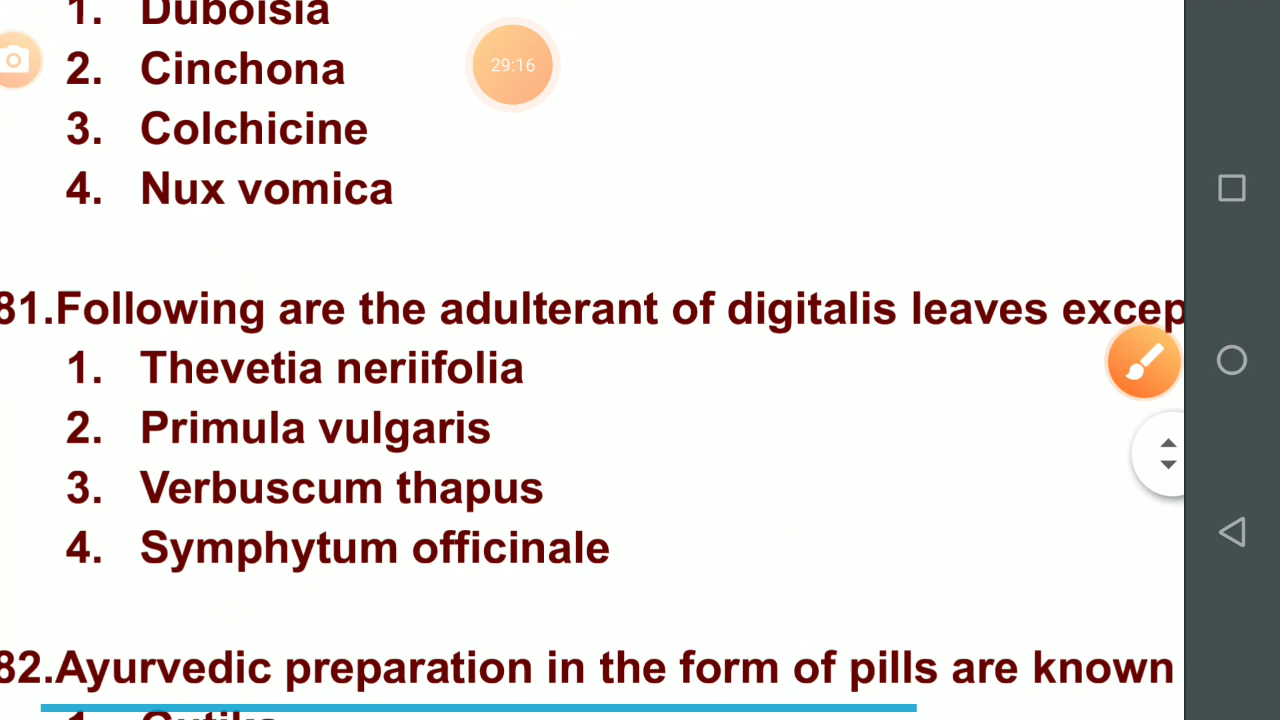 1. Duboisia
2. Cinchona
29:16
3. Colchicine
4. Nux vomica
81.Following are the adulterant of digitalis leaves excep
1. Thevetia neriifolia
2. Primula vulgaris
3. Verbuscum thapus
4. Symphytum officinale
82.Ayurvedic preparation in the form of pills are known
1. Gutika